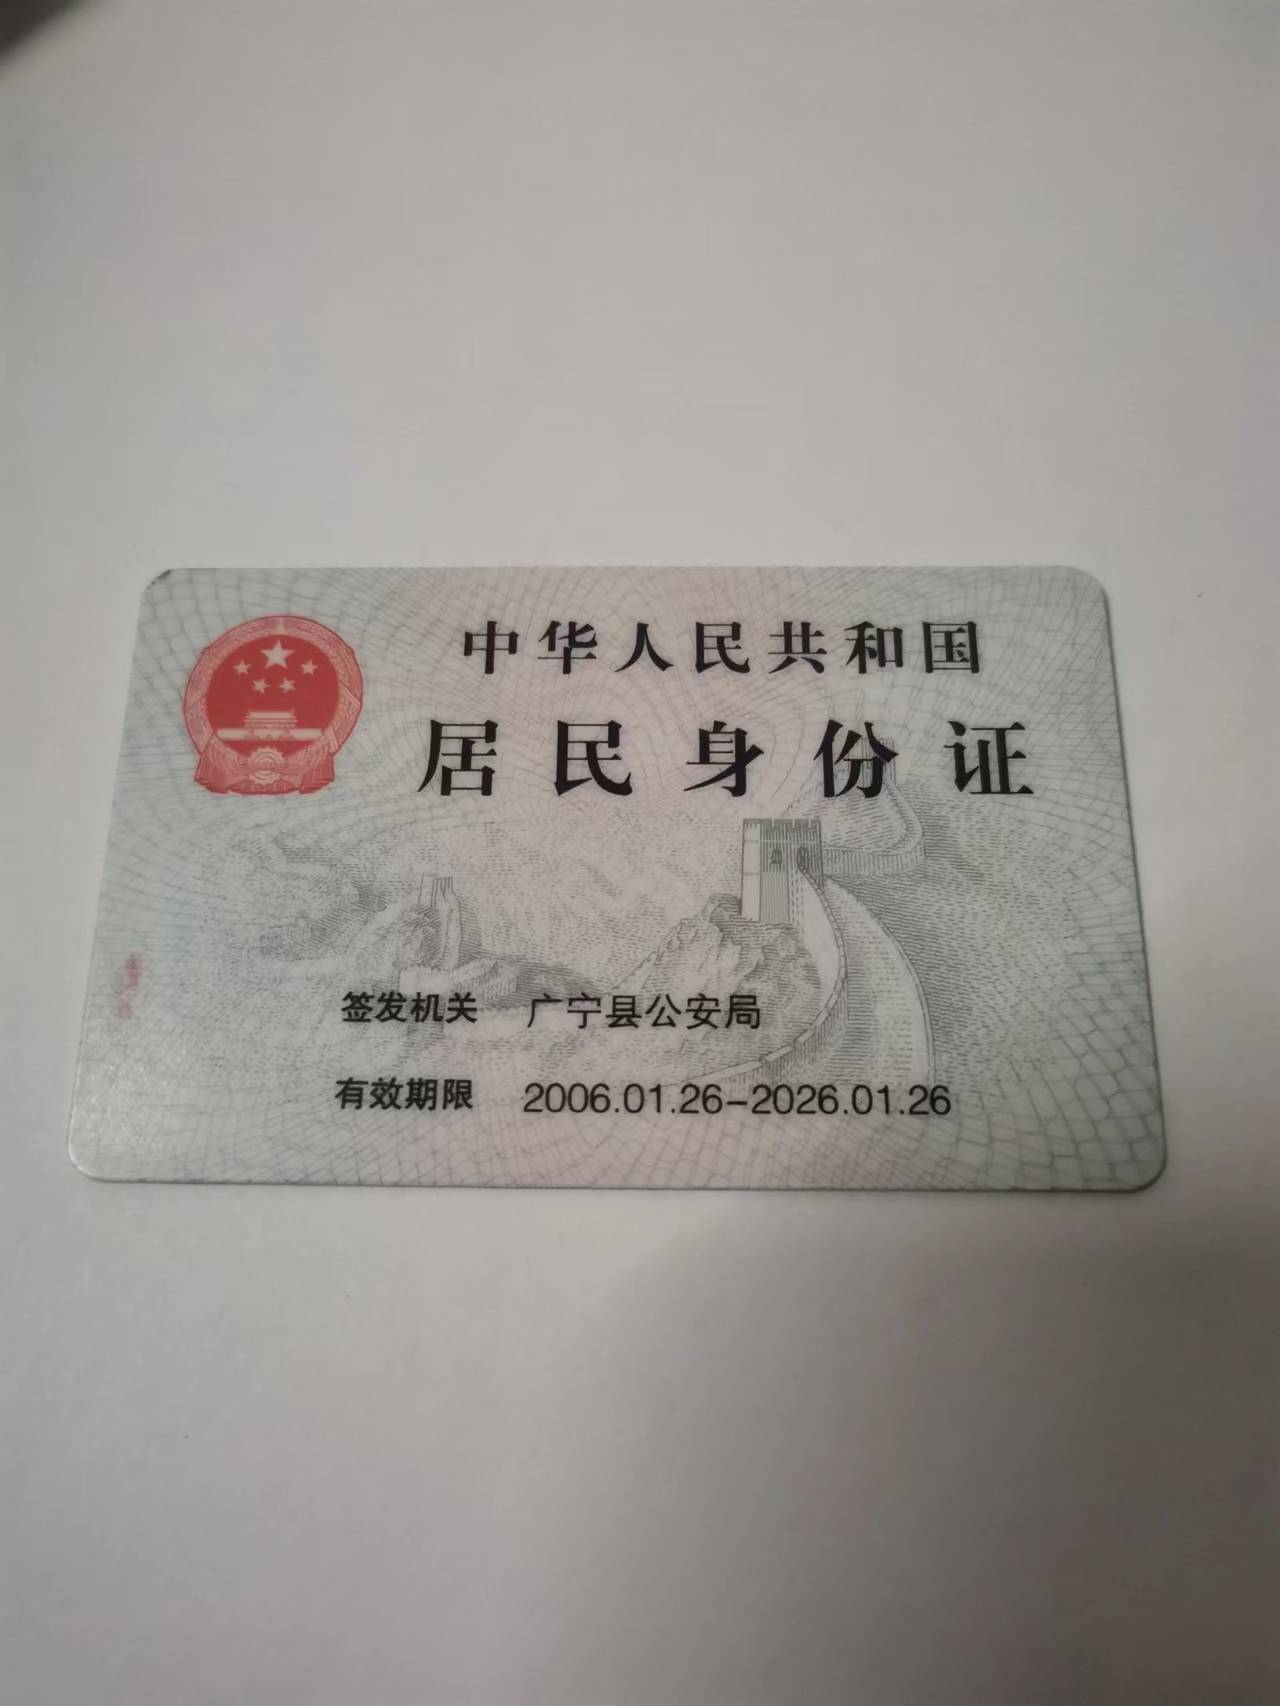 中华人民共和国
居民身份证
签发机关 广宁县公安局
有效期限 2006.01.26-2026.01.26